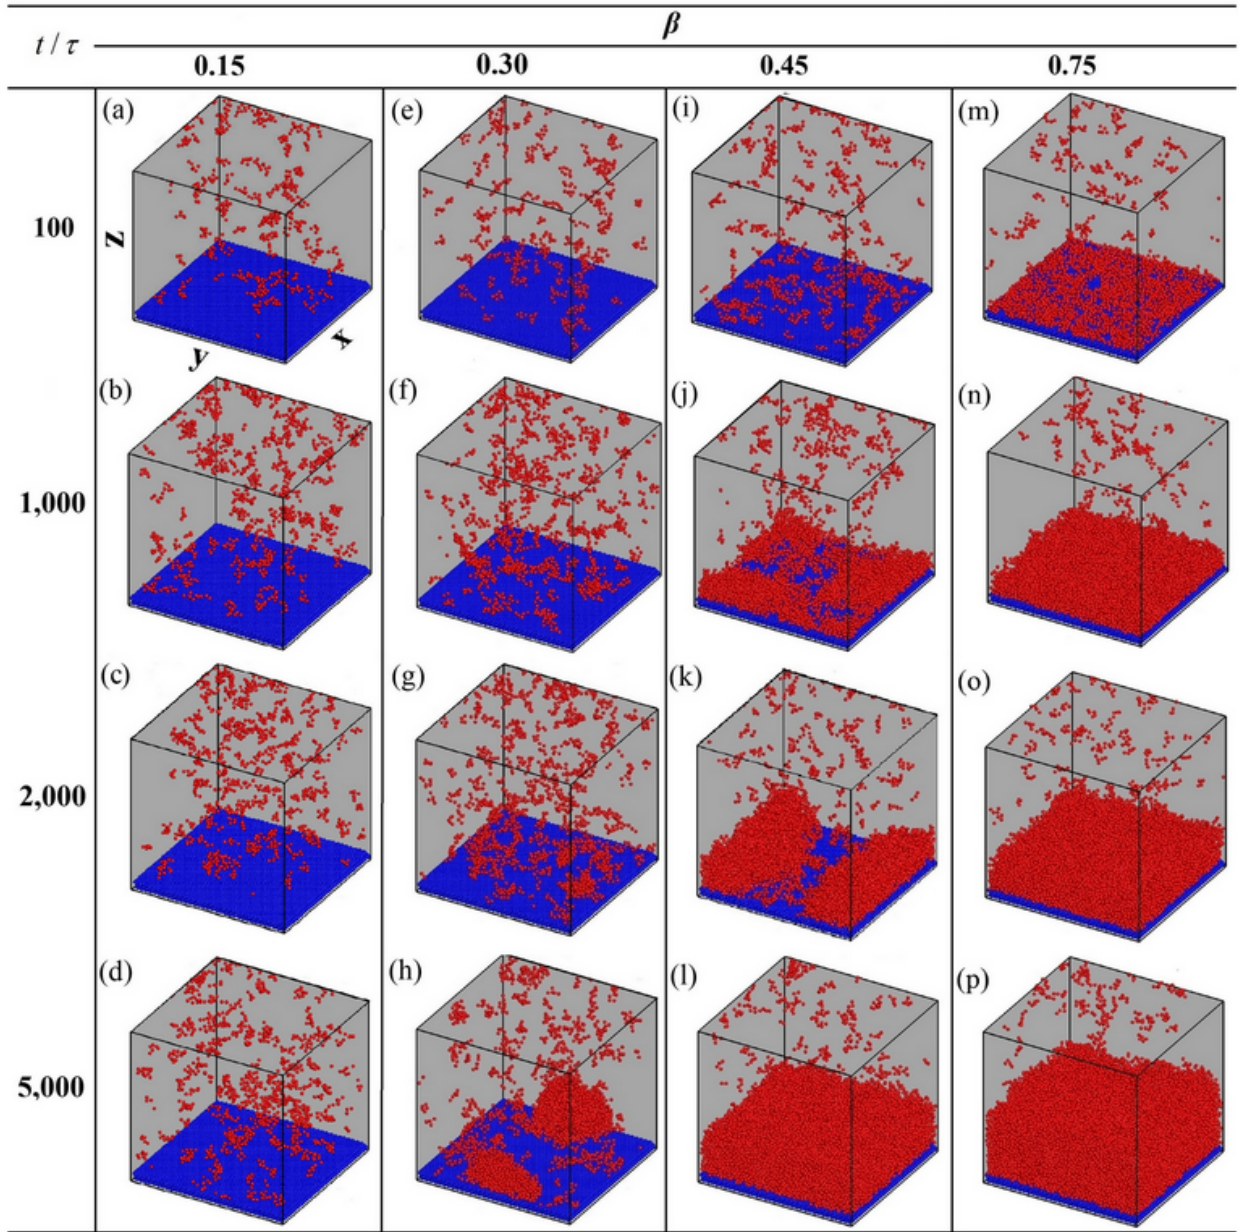 β
t / τ
0.15 0.30 0.45 0.75
(a) (e) (i) (m)
100
z
x
y
(b) (f) (j) (n)
1,000
(c) (g) (k) (o)
2,000
(d) (h) (l) (p)
5,000